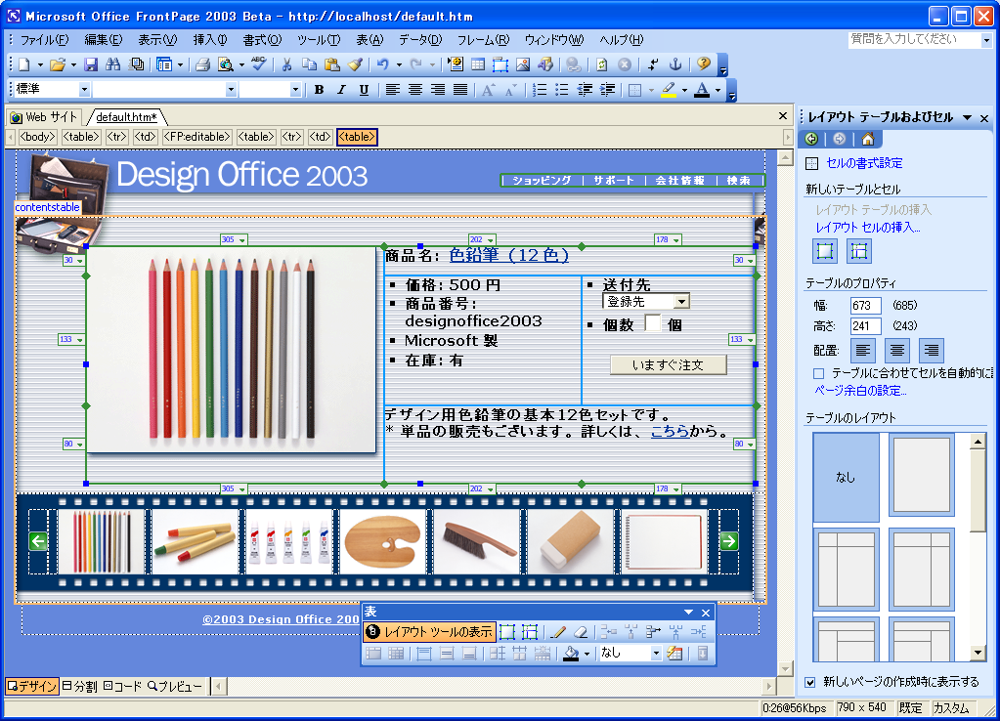 Microsoft Office FrontPage 2003 Beta - http://localhost/default.htm
ファイル(F) 編集(E) 表示(V) 挿入(I) 書式(O) ツール(T) 表(A) データ(D) フレーム(R) ウィンドウ(W) ヘルプ(H)
質問を入力してください
標準
B I U
Web サイト
default.htm*
<body> <table> <tr> <td> <FP:editable> <table> <tr> <td> <table>
Design Office 2003
ショッピング | サポート | 会社情報 | 検索
contentstable
305 202 178
30 30
商品名: 色鉛筆 (12色)
価格: 500 円
商品番号:
designoffice2003
Microsoft 製
在庫: 有
送付先
登録先
個数 個
いますぐ注文
133 133
デザイン用色鉛筆の基本12色セットです。
* 単品の販売もございます。詳しくは、こちらから。
80 80
305 202 178
©2003 Design Office 200
表
レイアウト ツールの表示
なし
デザイン 分割 コード プレビュー
レイアウト テーブルおよびセル
セルの書式設定
新しいテーブルとセル
レイアウト テーブルの挿入
レイアウト セルの挿入...
テーブルのプロパティ
幅: 673 (685)
高さ: 241 (243)
配置:
テーブルに合わせてセルを自動的に
ページ余白の設定...
テーブルのレイアウト
なし
新しいページの作成時に表示する
0:26@56Kbps 790 x 540 既定 カスタム